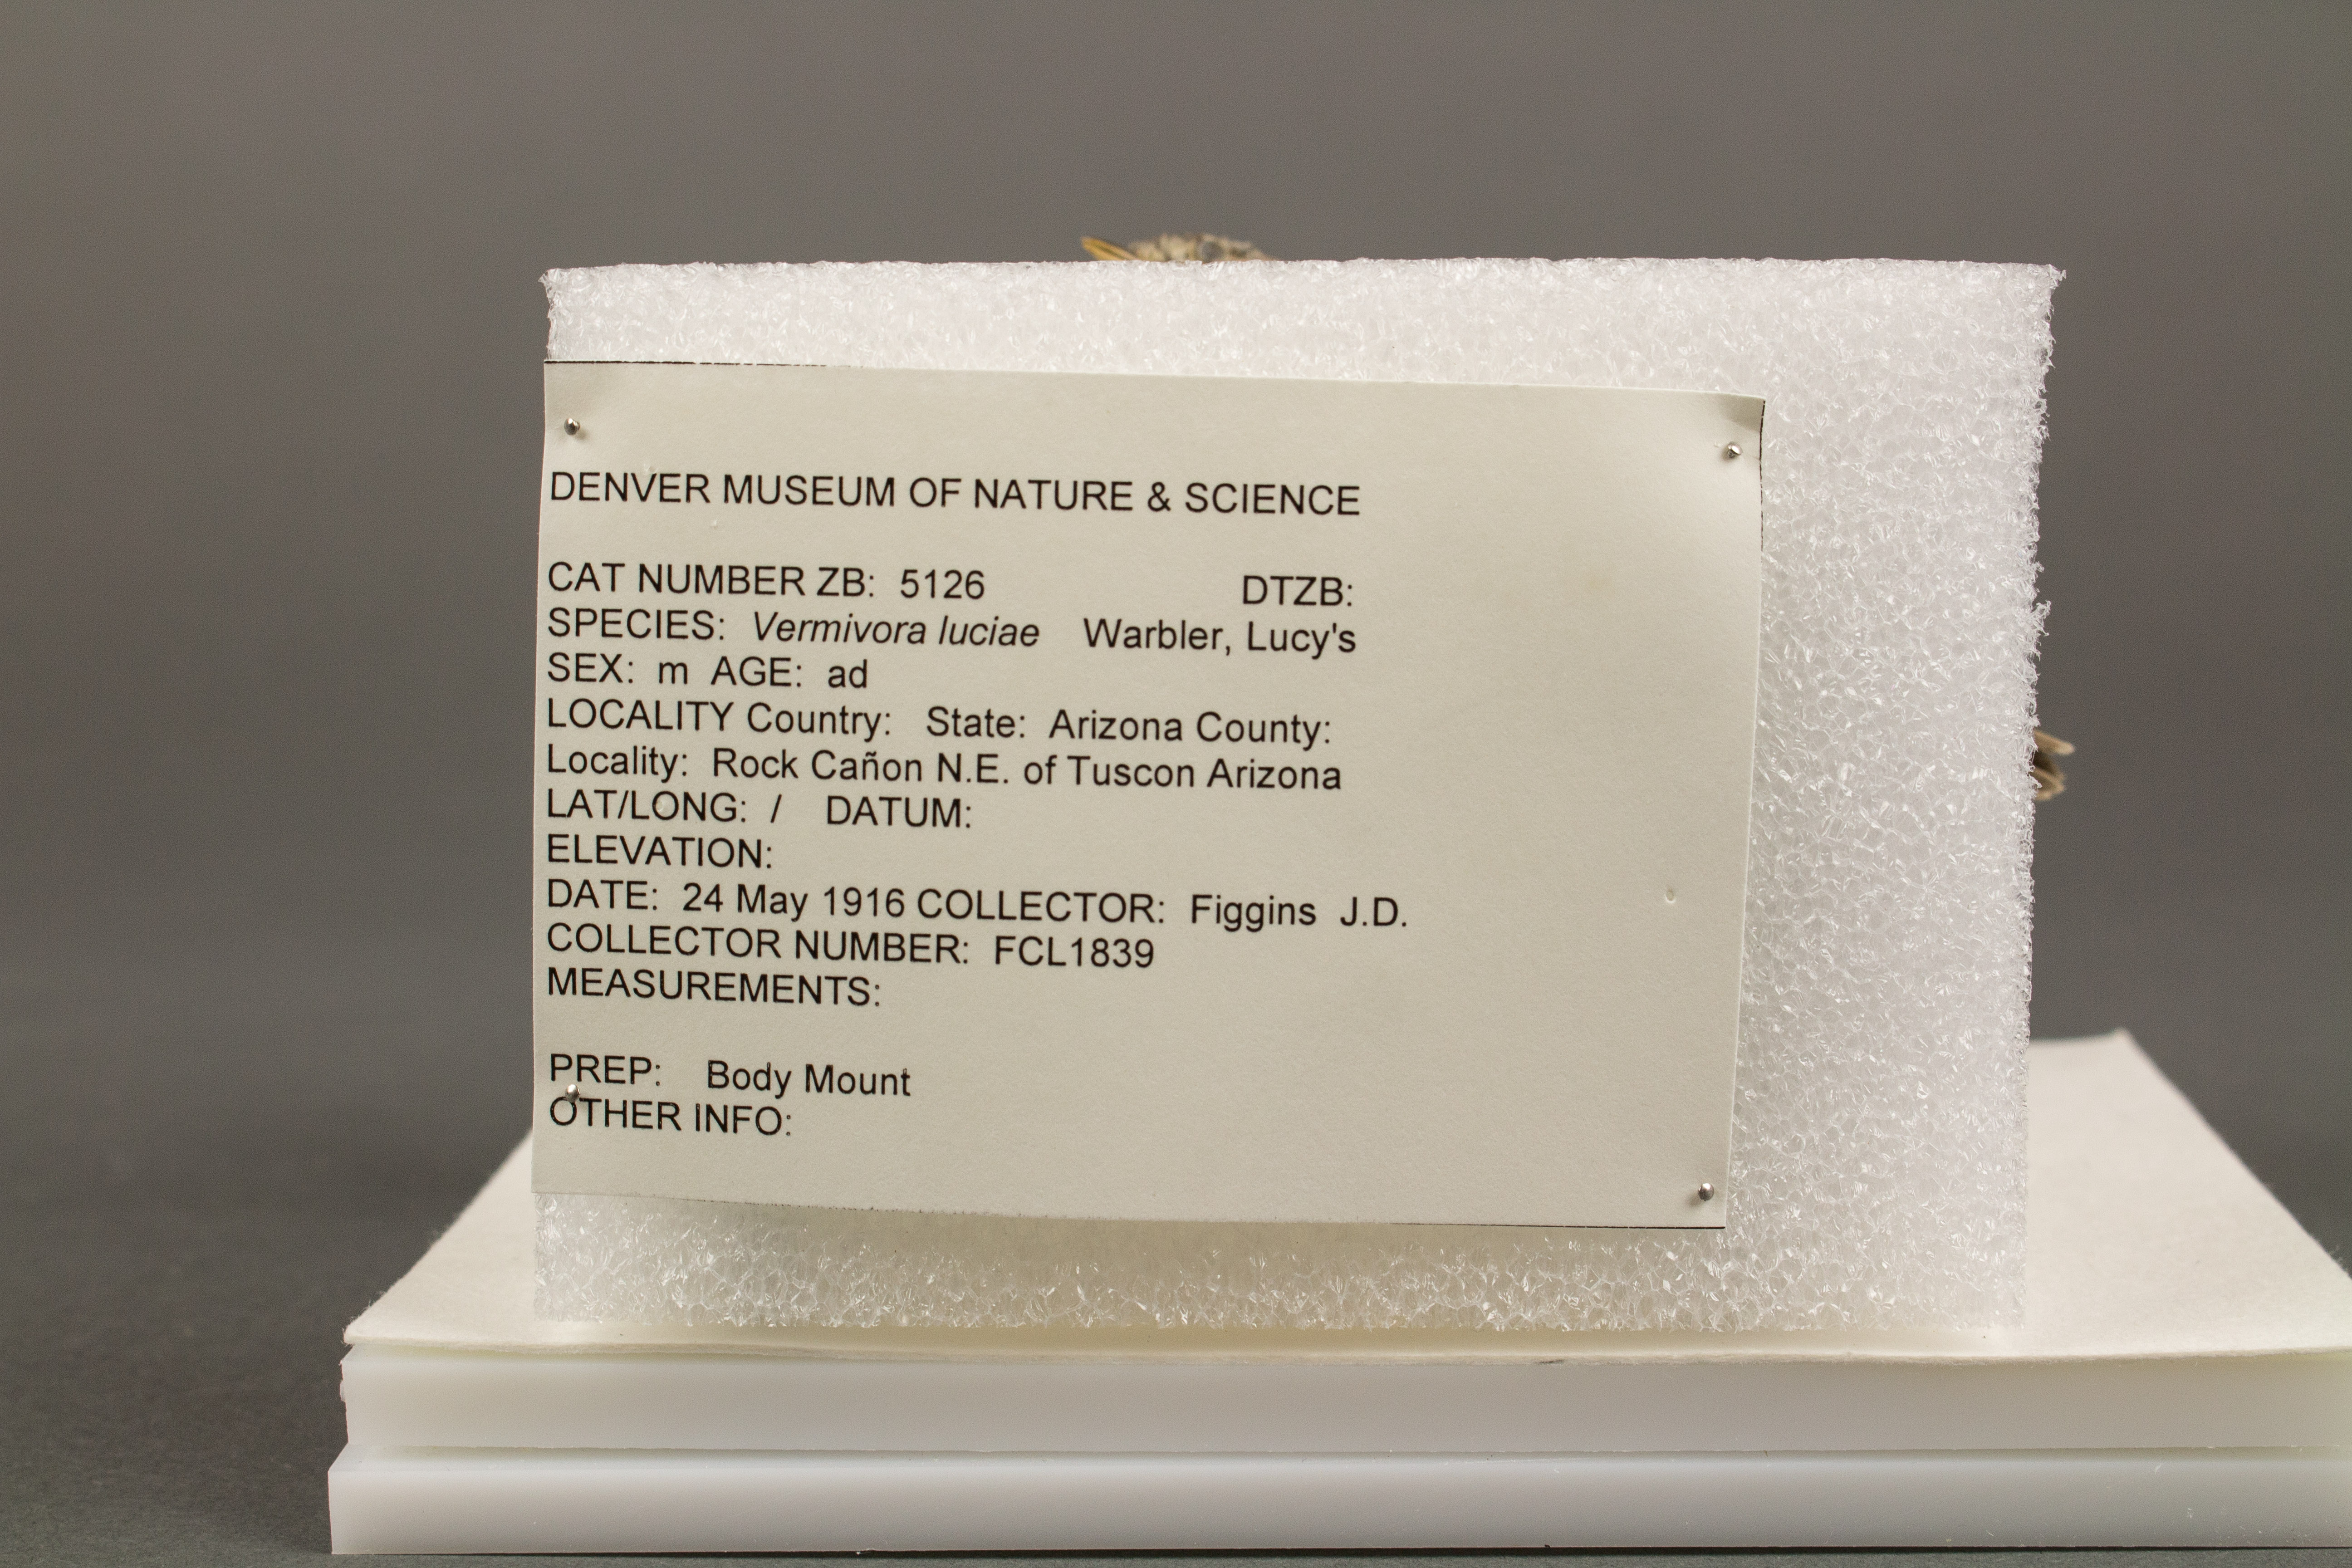 DENVER MUSEUM OF NATURE & SCIENCE
CAT NUMBER ZB: 5126 DTZB:
SPECIES: Vermivora luciae Warbler, Lucy's
SEX: m AGE: ad
LOCALITY Country: State: Arizona County:
Locality: Rock Cañon N.E. of Tuscon Arizona
LAT/LONG: / DATUM:
ELEVATION:
DATE: 24 May 1916 COLLECTOR: Figgins J.D.
COLLECTOR NUMBER: FCL1839
MEASUREMENTS:
PREP: Body Mount
OTHER INFO: